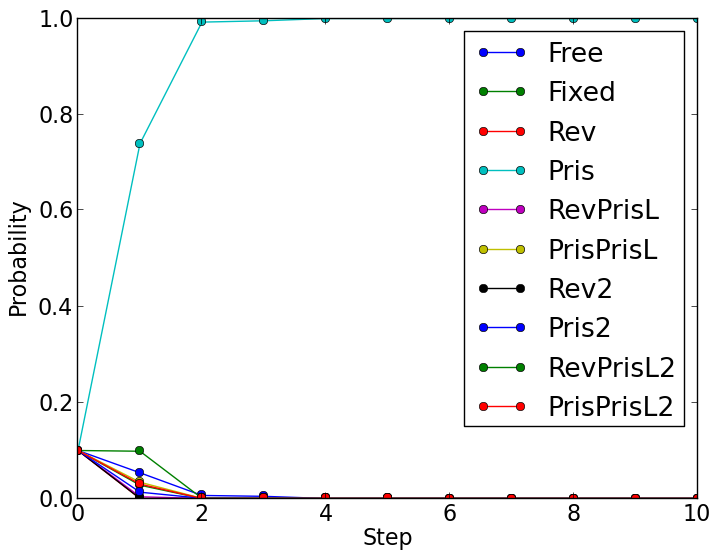 1.0
0.8
0.6
0.4
0.2
0.0
Probability
0 2 4 6 8 10
Step
Free
Fixed
Rev
Pris
RevPrisL
PrisPrisL
Rev2
Pris2
RevPrisL2
PrisPrisL2